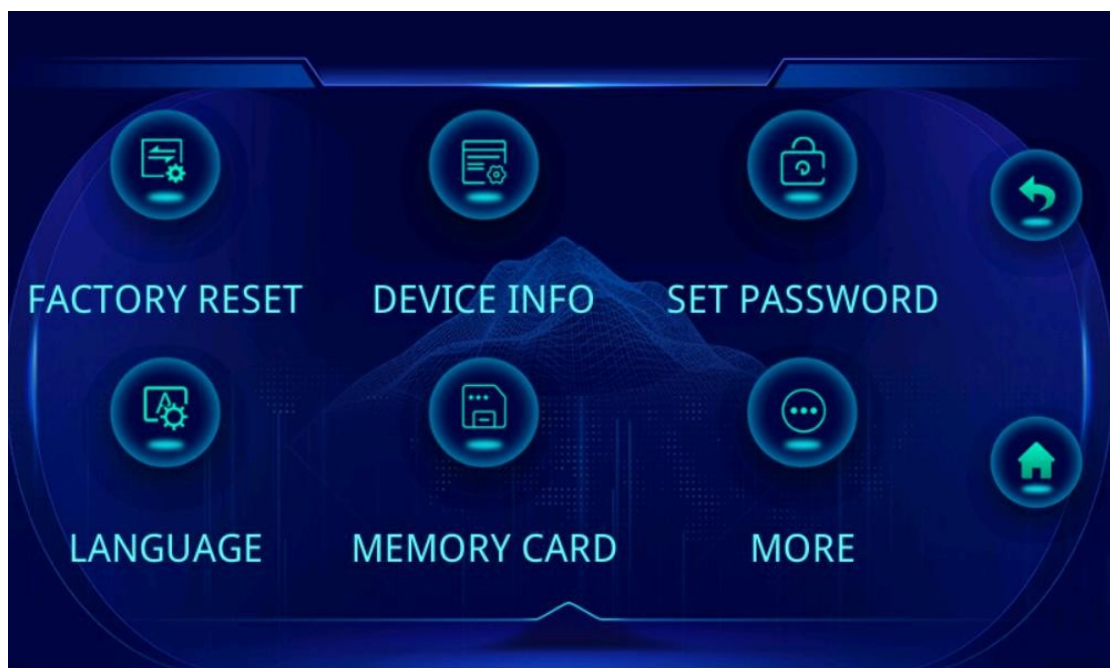 FACTORY RESET
DEVICE INFO
SET PASSWORD
LANGUAGE
MEMORY CARD
MORE